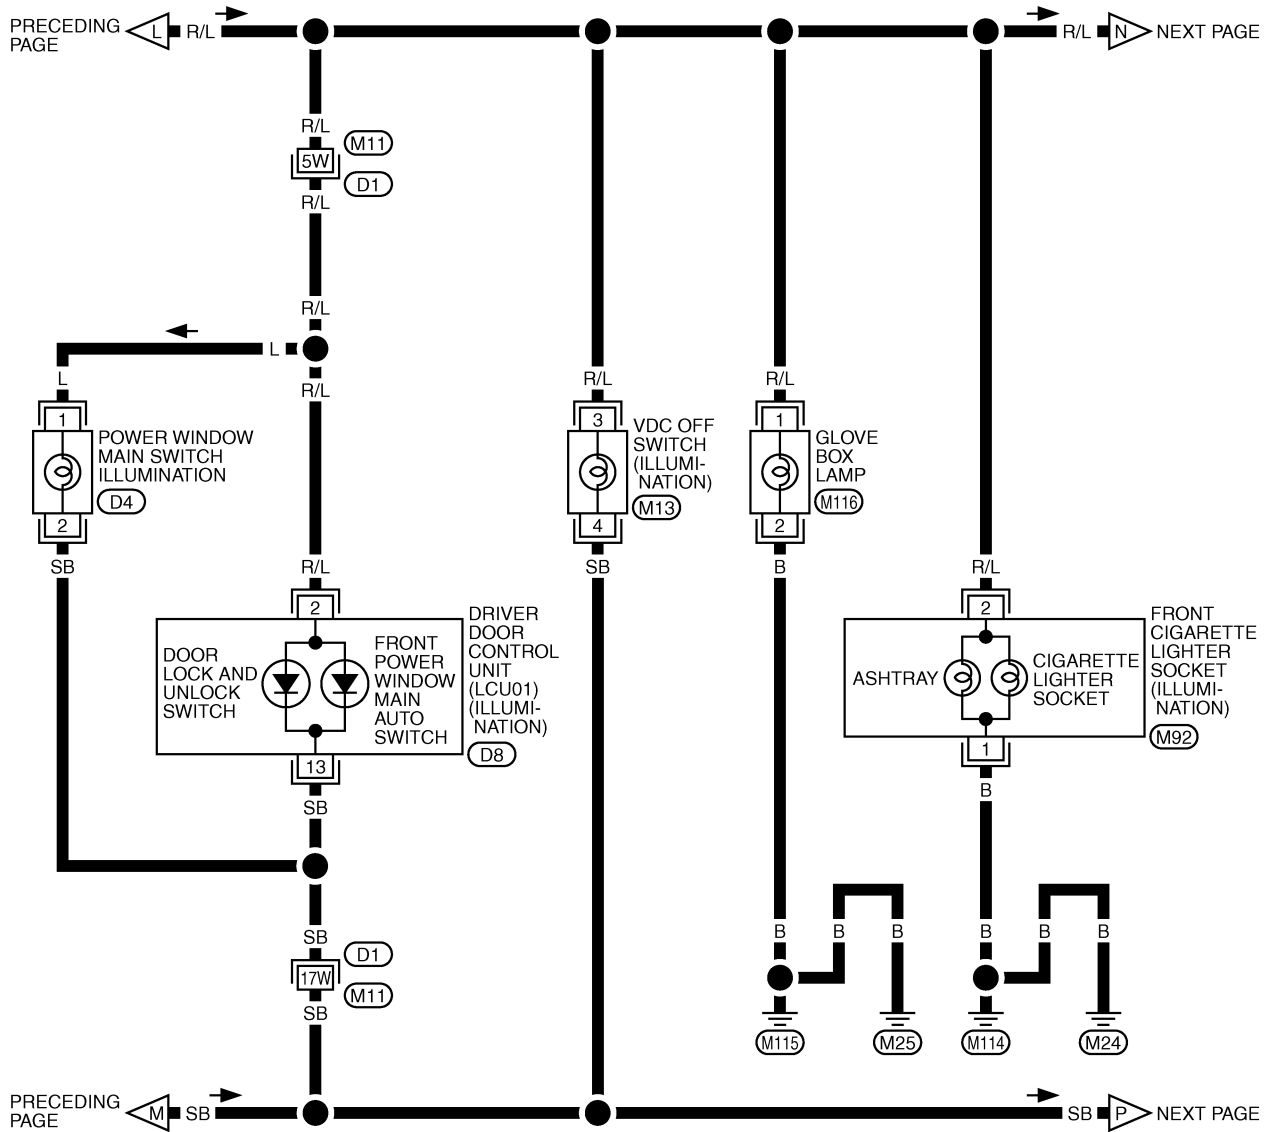 PRECEDING
PAGE
L
R/L
R/L
N
NEXT PAGE
R/L
M11
5W
D1
R/L
R/L
L
L
R/L
R/L
R/L
1
POWER WINDOW
MAIN SWITCH
ILLUMINATION
D4
2
SB
3
VDC OFF
SWITCH
(ILLUMI-
NATION)
M13
4
SB
1
GLOVE
BOX
LAMP
M116
2
B
R/L
2
DRIVER
DOOR
CONTROL
UNIT
(LCU01)
(ILLUMI-
NATION)
D8
DOOR
LOCK AND
UNLOCK
SWITCH
FRONT
POWER
WINDOW
MAIN
AUTO
SWITCH
13
SB
R/L
2
FRONT
CIGARETTE
LIGHTER
SOCKET
(ILLUMI-
NATION)
M92
ASHTRAY
CIGARETTE
LIGHTER
SOCKET
1
B
SB
D1
17W
M11
SB
B
B
B
B
B
B
M115
M25
M114
M24
PRECEDING
PAGE
M
SB
SB
P
NEXT PAGE